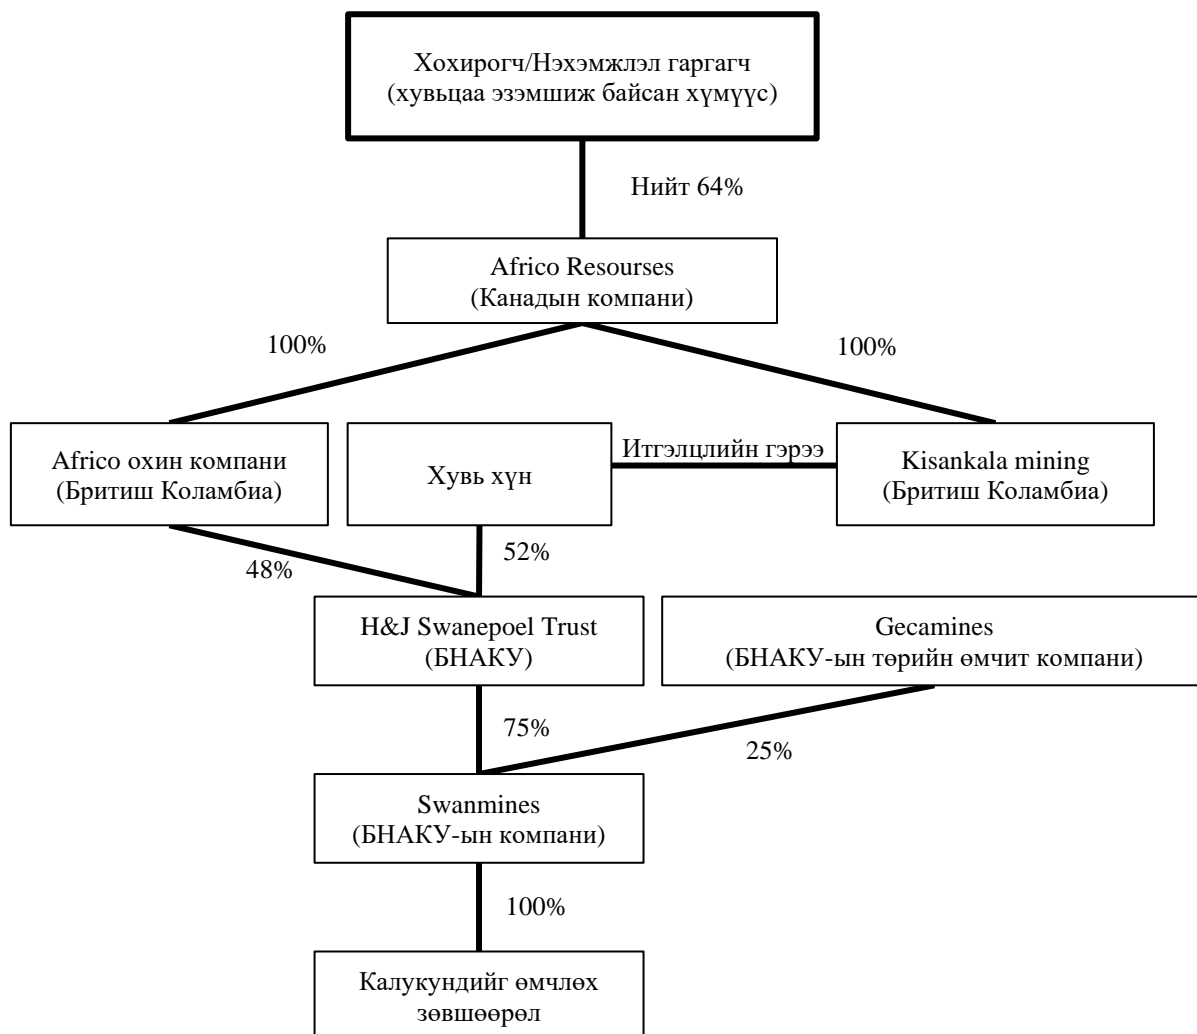 Хохирогч/Нэхэмжлэл гаргагч
(хувьцаа эзэмшиж байсан хүмүүс)
Нийт 64%
Africo Resourses
(Канадын компани)
100%
100%
Africo охин компани
(Бритиш Коламбиа)
Хувь хүн
Итгэлцлийн гэрээ
Kisankala mining
(Бритиш Коламбиа)
48%
52%
H&J Swanepoel Trust
(БНАКУ)
Gecamines
(БНАКУ-ын төрийн өмчит компани)
75%
25%
Swanmines
(БНАКУ-ын компани)
100%
Калукундийг өмчлөх
зөвшөөрөл